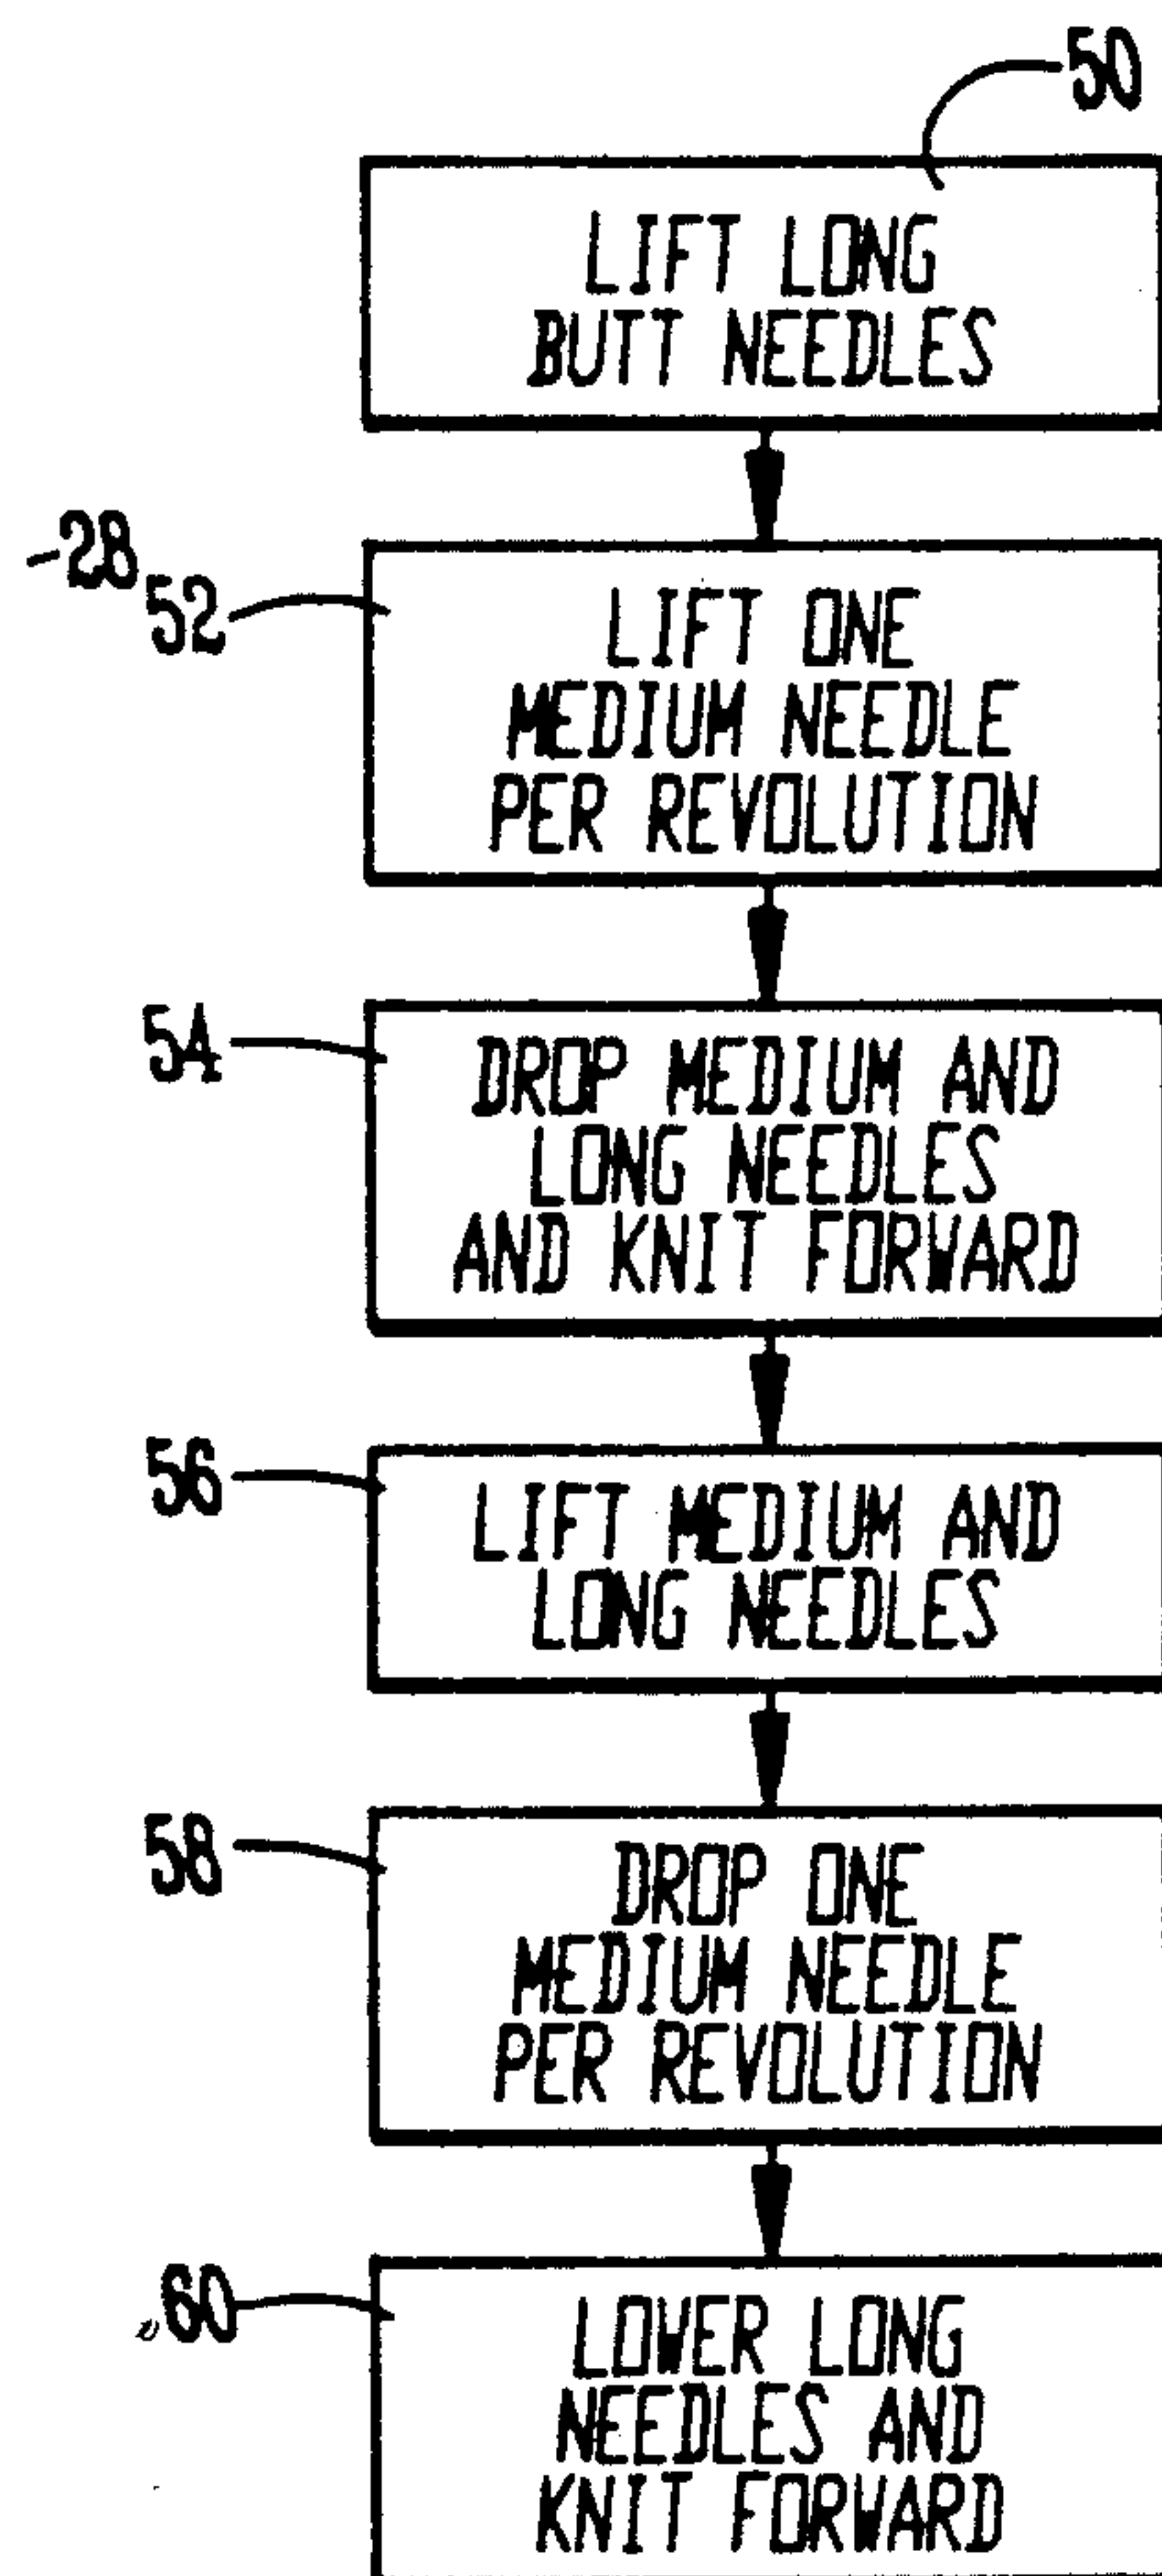 50
LIFT LONG
BUTT NEEDLES
28
52
LIFT ONE
MEDIUM NEEDLE
PER REVOLUTION
54
DROP MEDIUM AND
LONG NEEDLES
AND KNIT FORWARD
56
LIFT MEDIUM AND
LONG NEEDLES
58
DROP ONE
MEDIUM NEEDLE
PER REVOLUTION
60
LOWER LONG
NEEDLES AND
KNIT FORWARD